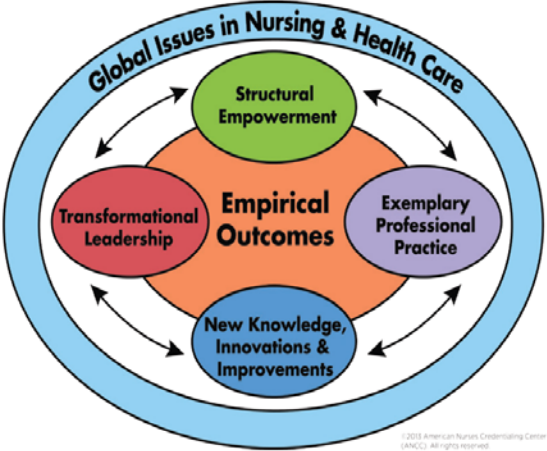 Global Issues in Nursing & Health Care
Structural
Empowerment
Transformational
Leadership
Empirical
Outcomes
Exemplary
Professional
Practice
New Knowledge,
Innovations &
Improvements
©2013 American Nurses Credentialing Center
(ANCC). All rights reserved.